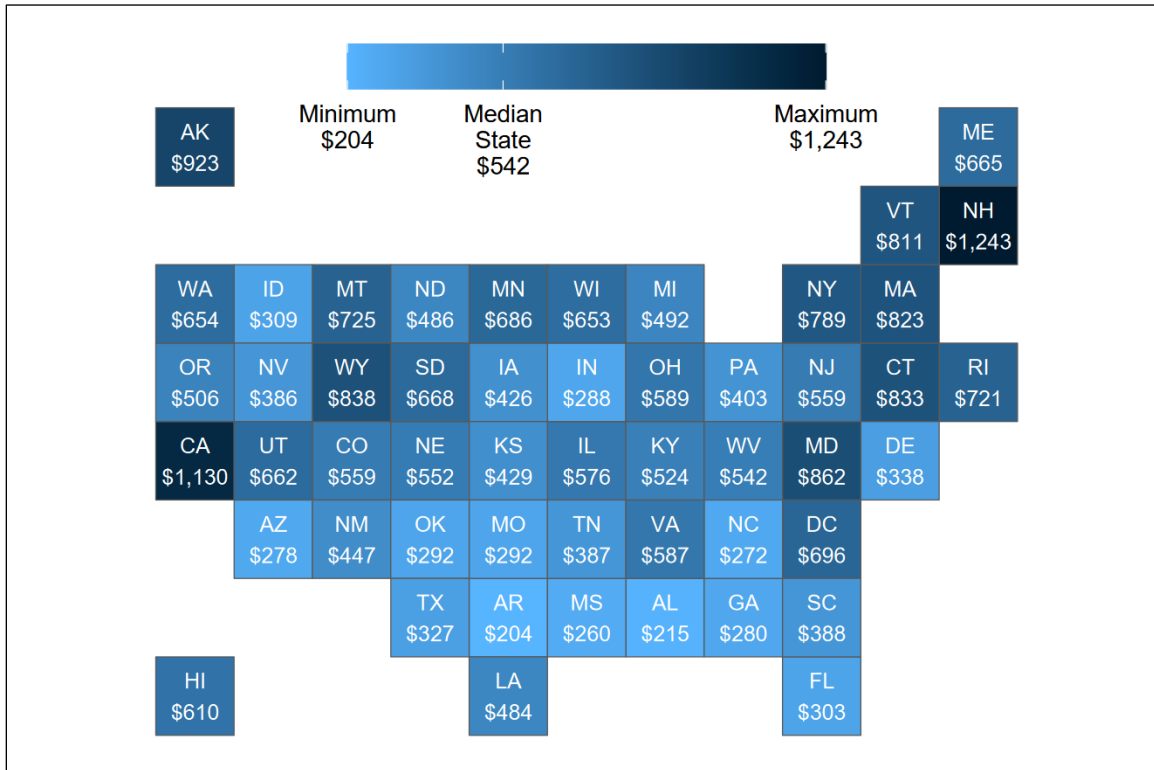 Minimum
$204
Median
State
$542
Maximum
$1,243
AK
$923
ME
$665
VT
$811
NH
$1,243
WA
$654
ID
$309
MT
$725
ND
$486
MN
$686
WI
$653
MI
$492
NY
$789
MA
$823
OR
$506
NV
$386
WY
$838
SD
$668
IA
$426
IN
$288
OH
$589
PA
$403
NJ
$559
CT
$833
RI
$721
CA
$1,130
UT
$662
CO
$559
NE
$552
KS
$429
IL
$576
KY
$524
WV
$542
MD
$862
DE
$338
AZ
$278
NM
$447
OK
$292
MO
$292
TN
$387
VA
$587
NC
$272
DC
$696
TX
$327
AR
$204
MS
$260
AL
$215
GA
$280
SC
$388
HI
$610
LA
$484
FL
$303